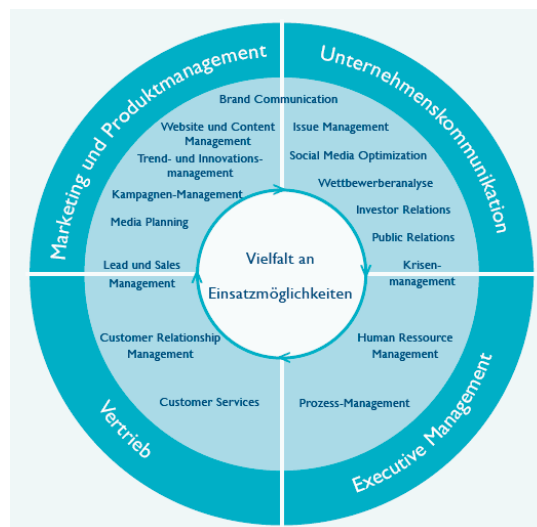 Marketing und Produktmanagement
Unternehmenskommunikation
Brand Communication
Website und Content
Management
Trend- und Innovations-
management
Kampagnen-Management
Media Planning
Lead und Sales
Management
Issue Management
Social Media Optimization
Wettbewerberanalyse
Investor Relations
Public Relations
Krisen-
management
Vielfalt an
Einsatzmöglichkeiten
Customer Relationship
Management
Customer Services
Human Ressource
Management
Prozess-Management
Vertrieb
Executive Management